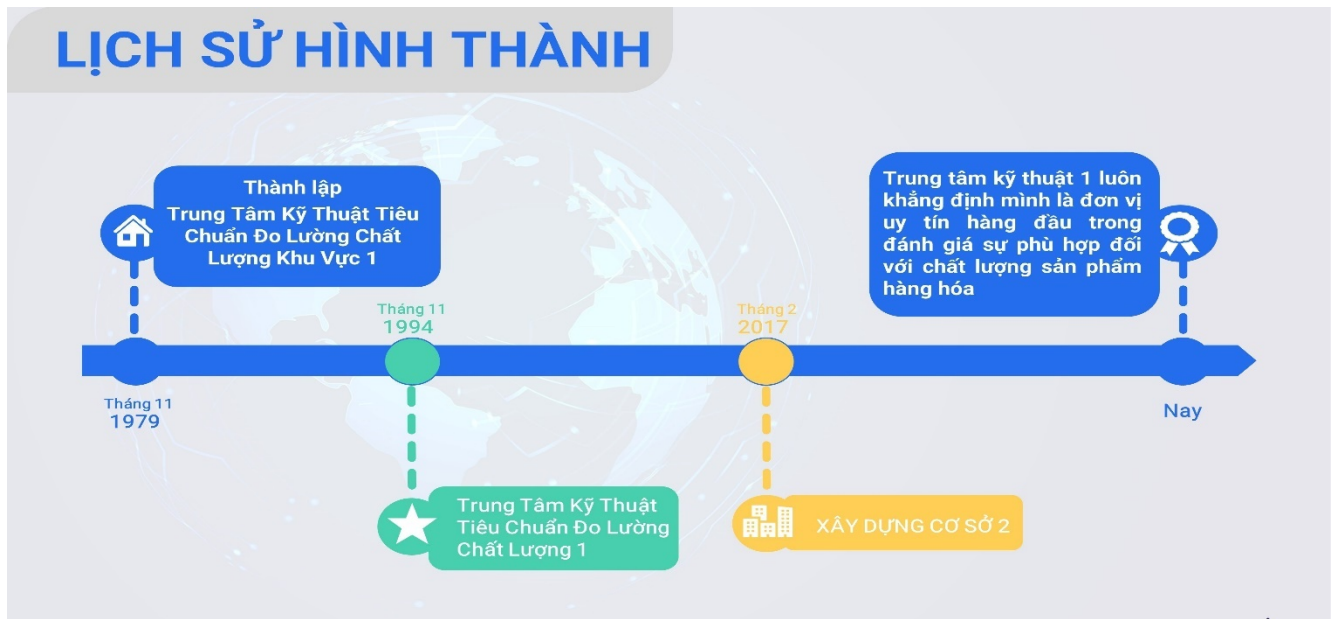 LỊCH SỬ HÌNH THÀNH
Thành lập
Trung Tâm Kỹ Thuật Tiêu
Chuẩn Đo Lường Chất
Lượng Khu Vực 1
Tháng 11
1979
Tháng 11
1994
Trung Tâm Kỹ Thuật
Tiêu Chuẩn Đo Lường
Chất Lượng 1
Tháng 2
2017
XÂY DỰNG CƠ SỞ 2
Trung tâm kỹ thuật 1 luôn
khẳng định mình là đơn vị
uy tín hàng đầu trong
đánh giá sự phù hợp đối
với chất lượng sản phẩm
hàng hóa
Nay